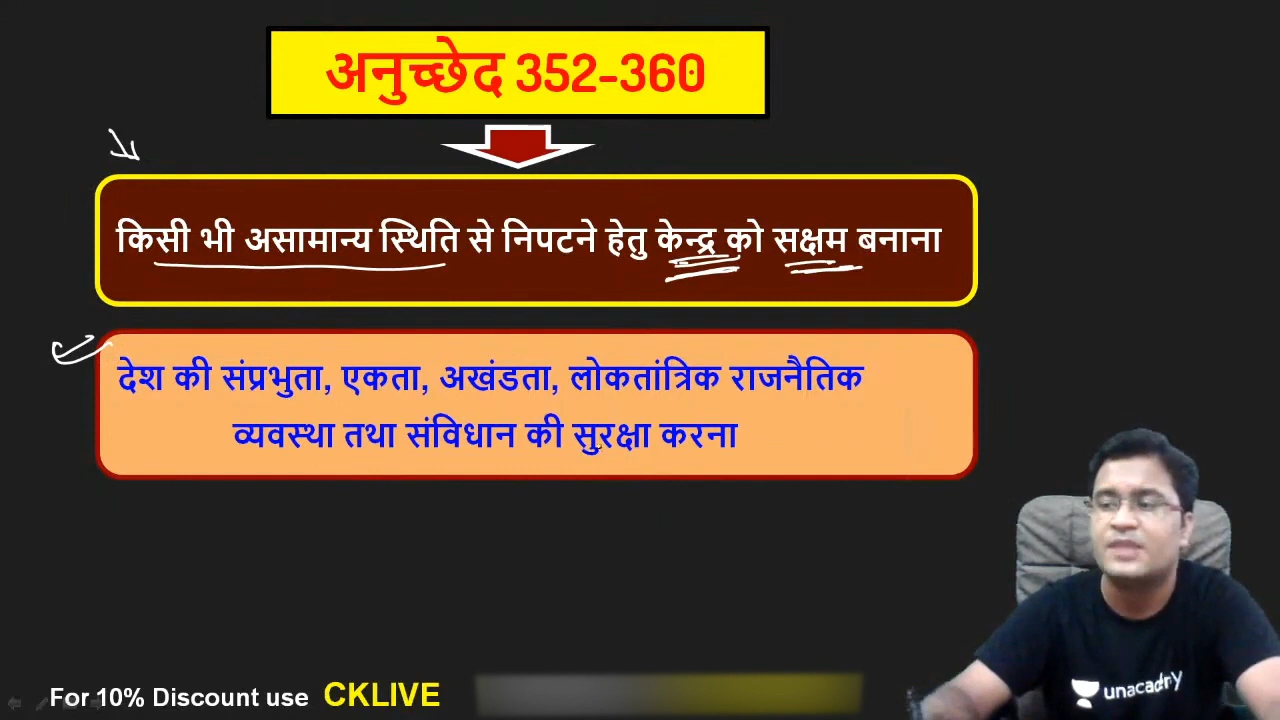 अनुच्छेद 352-360
किसी भी असामान्य स्थिति से निपटने हेतु केन्द्र को सक्षम बनाना
देश की संप्रभुता, एकता, अखंडता, लोकतांत्रिक राजनैतिक
व्यवस्था तथा संविधान की सुरक्षा करना
unacademy
For 10% Discount use CKLIVE